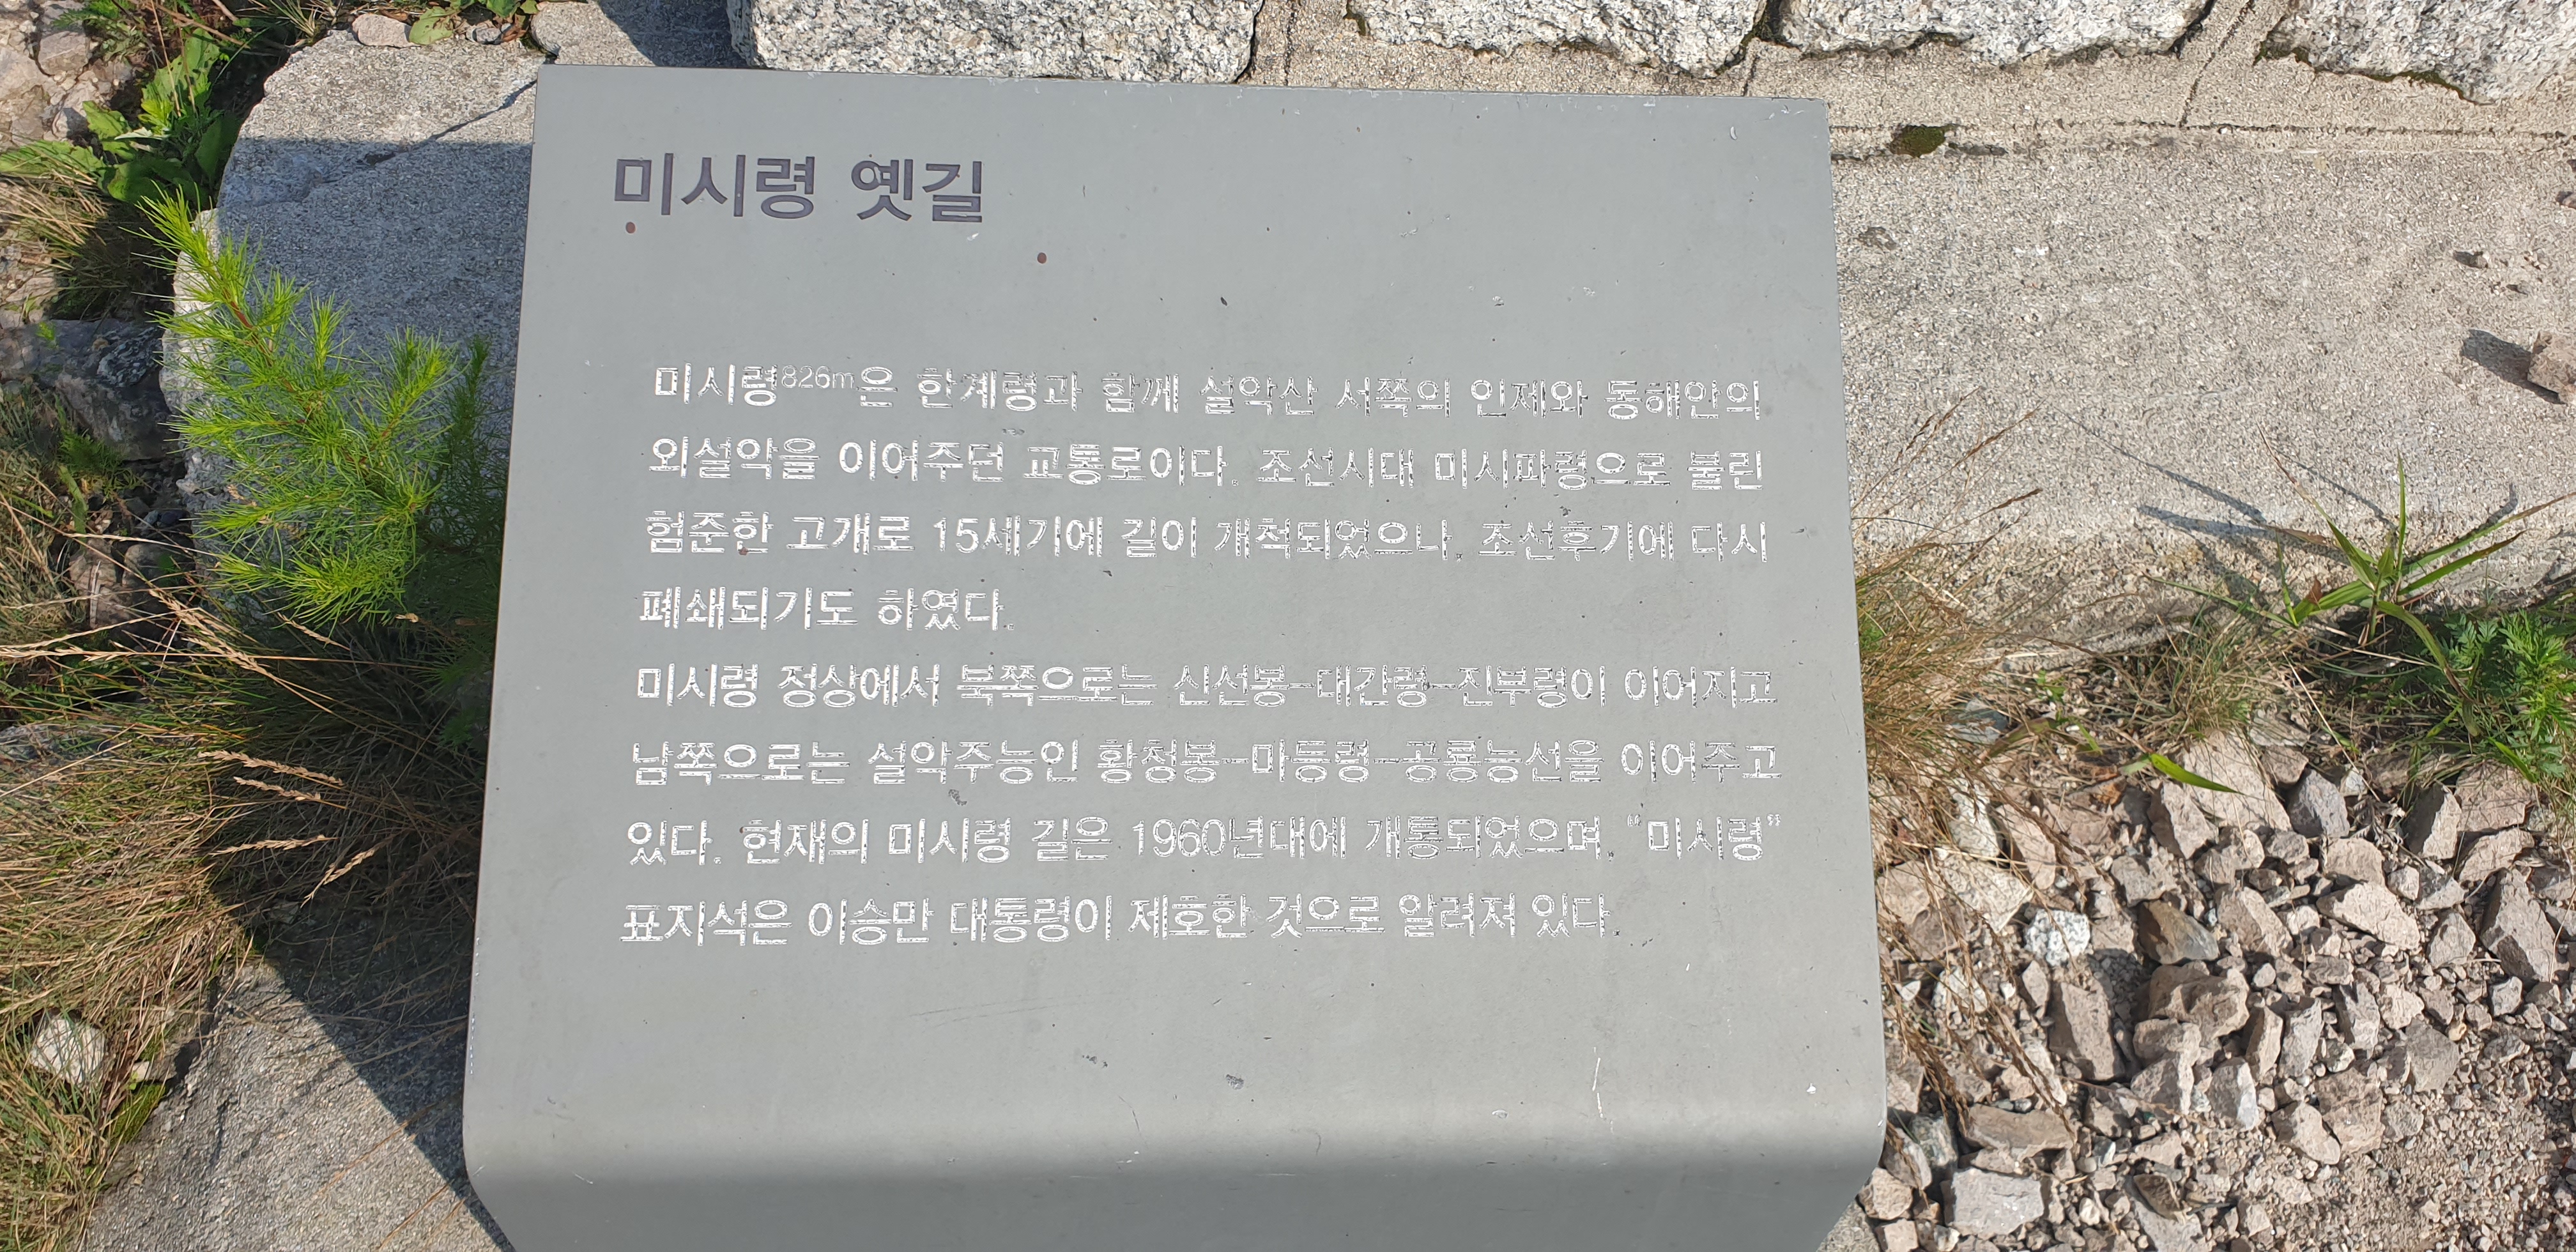 미시령 옛길
미시령826m은 한계령과 함께 설악산 서쪽의 인제와 동해안의
외설악을 이어주던 교통로이다. 조선시대 미시파령으로 불린
험준한 고개로 15세기에 길이 개척되었으나, 조선후기에 다시
폐쇄되기도 하였다.
미시령 정상에서 북쪽으로는 신선봉-대간령-진부령이 이어지고
남쪽으로는 설악주능인 황청봉-마등령-공룡능선을 이어주고
있다. 현재의 미시령 길은 1960년대에 개통되었으며, “미시령”
표지석은 이승만 대통령이 제호한 것으로 알려져 있다.